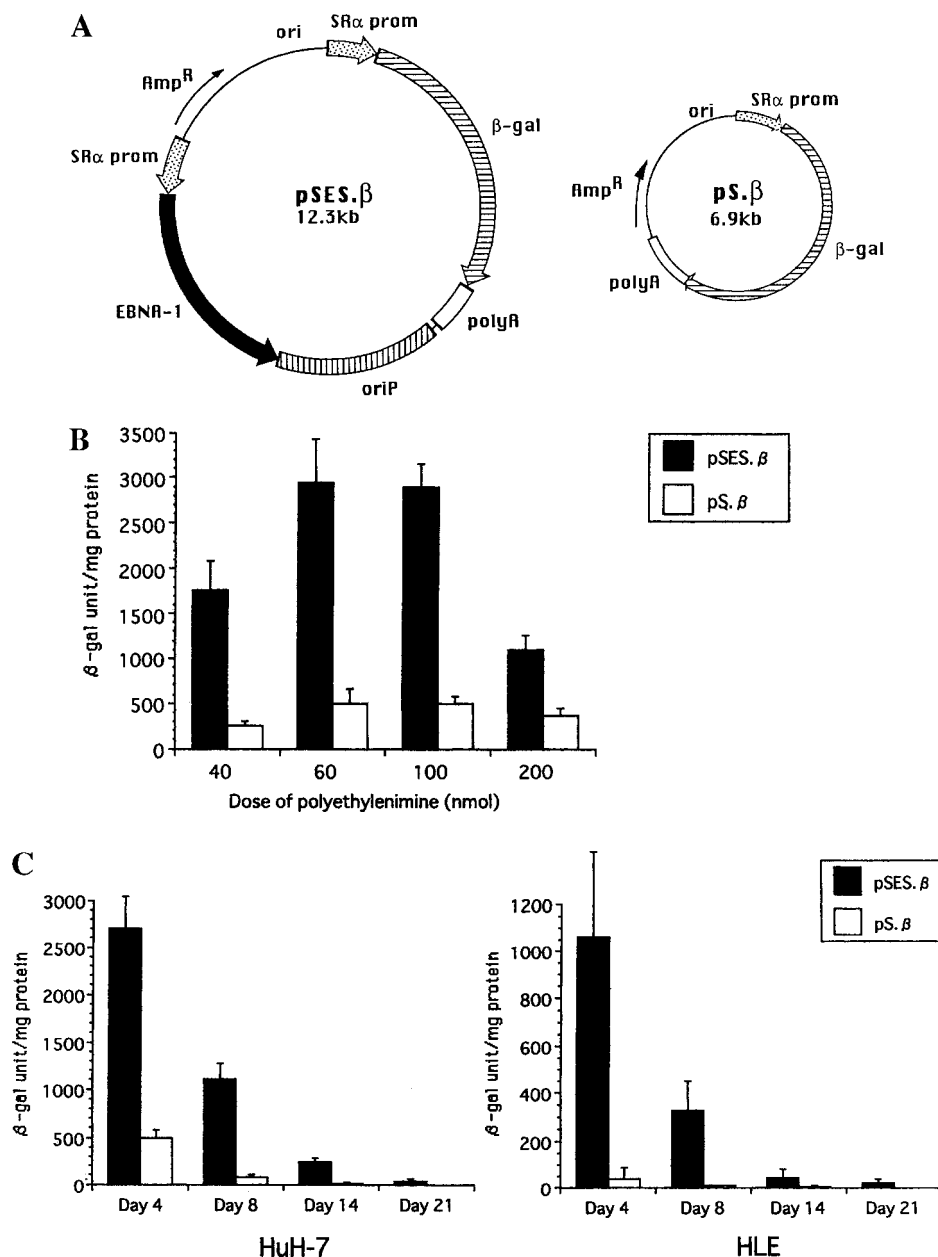 A
ori
SRα prom
AmpR
SRα prom
β-gal
pSES.β
12.3kb
EBNA-1
polyA
oriP
ori
SRα prom
AmpR
pS.β
6.9kb
β-gal
polyA
B
β-gal unit/mg protein
3500
3000
2500
2000
1500
1000
500
0
40 60 100 200
Dose of polyethylenimine (nmol)
pSES.β
pS.β
C
β-gal unit/mg protein
3000
2500
2000
1500
1000
500
0
Day 4 Day 8 Day 14 Day 21
HuH-7
β-gal unit/mg protein
1200
1000
800
600
400
200
0
Day 4 Day 8 Day 14 Day 21
HLE
pSES.β
pS.β